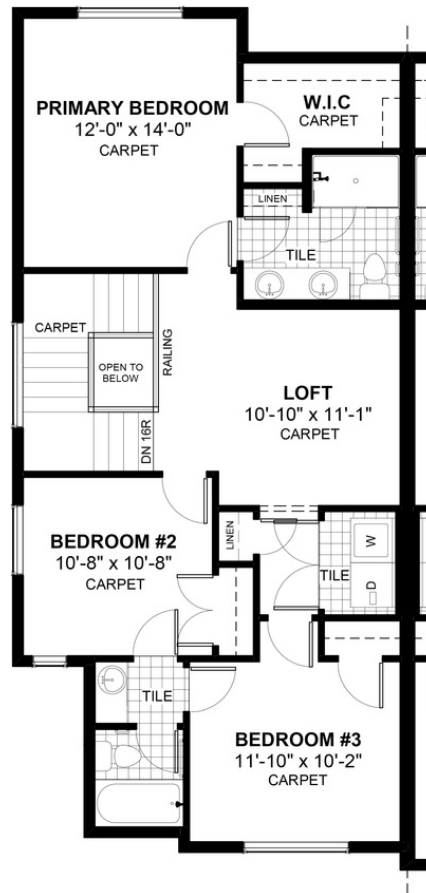 PRIMARY BEDROOM
12'-0" x 14'-0"
CARPET
W.I.C
CARPET
LINEN
TILE
CARPET
OPEN TO
BELOW
RAILING
DN 16R
LOFT
10'-10" x 11'-1"
CARPET
BEDROOM #2
10'-8" x 10'-8"
CARPET
LINEN
TILE
W
D
TILE
BEDROOM #3
11'-10" x 10'-2"
CARPET